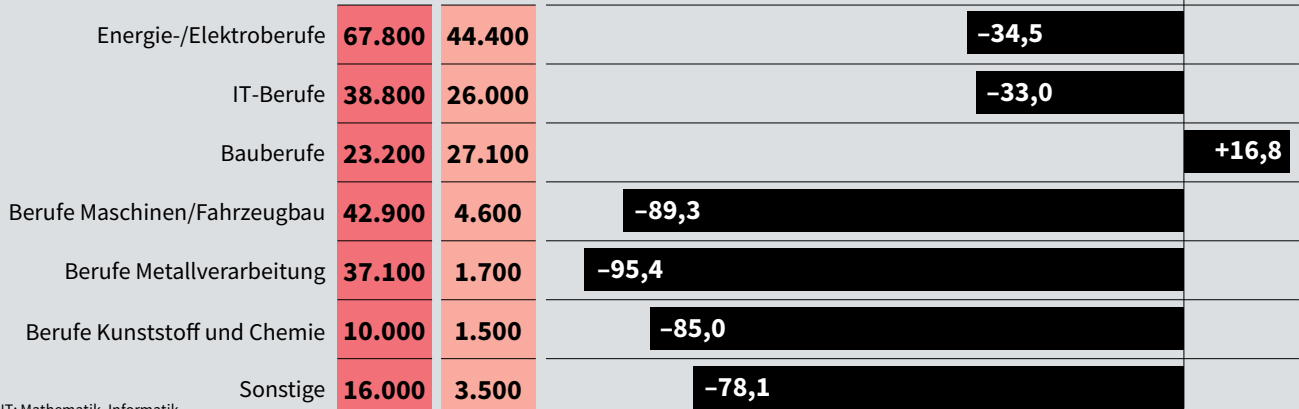 Energie-/Elektroberufe 67.800 44.400 –34,5
IT-Berufe 38.800 26.000 –33,0
Bauberufe 23.200 27.100 +16,8
Berufe Maschinen/Fahrzeugbau 42.900 4.600 –89,3
Berufe Metallverarbeitung 37.100 1.700 –95,4
Berufe Kunststoff und Chemie 10.000 1.500 –85,0
Sonstige 16.000 3.500 –78,1
IT: Mathematik, Informatik